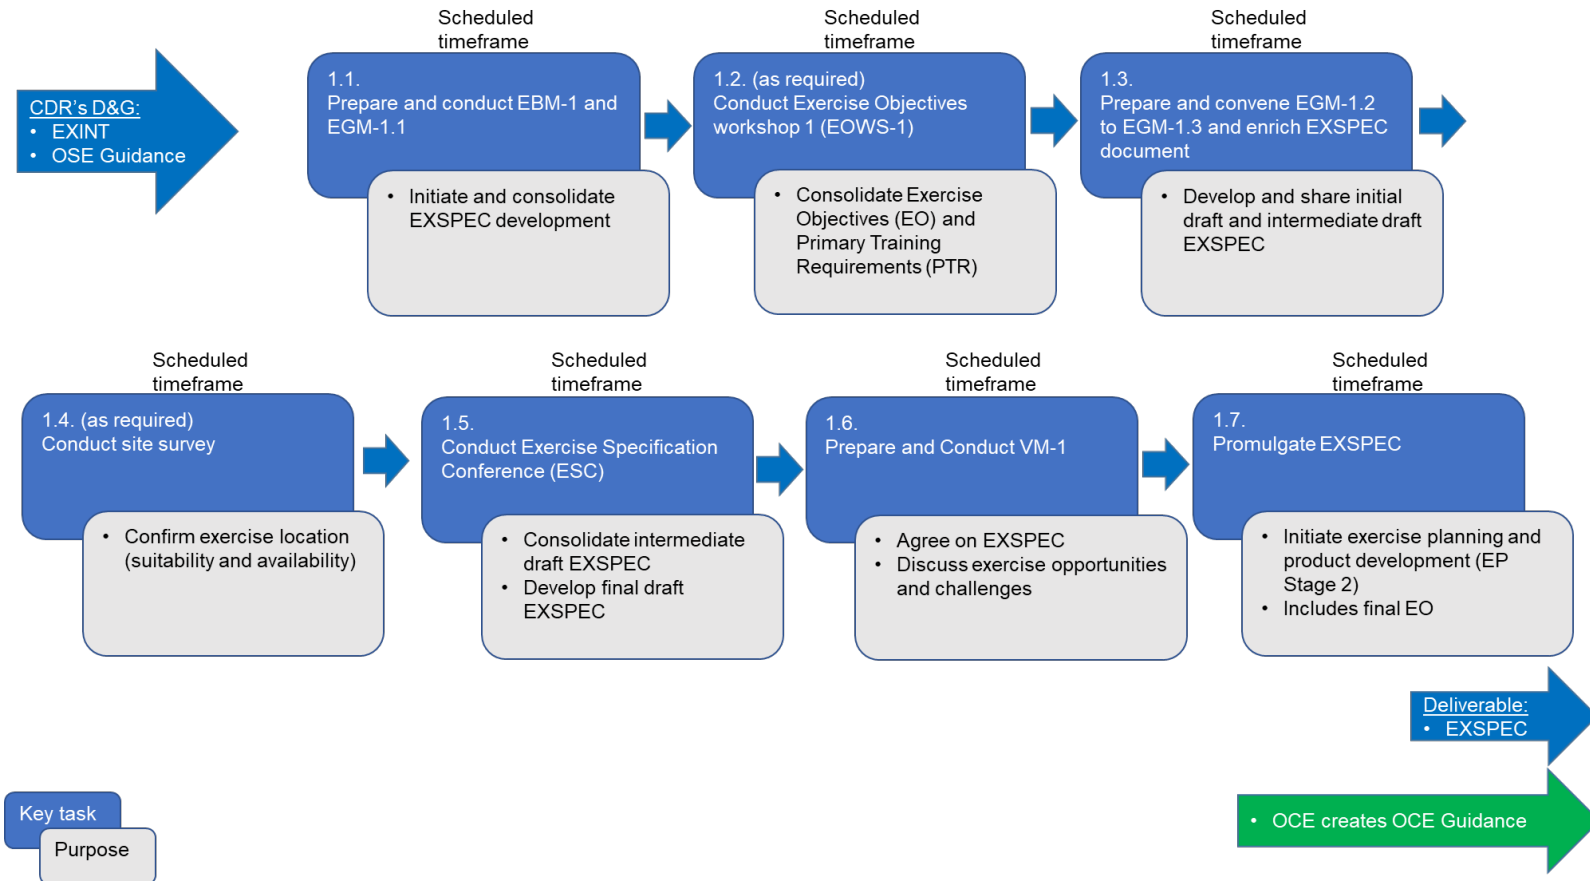 CDR's D&G:
• EXINT
• OSE Guidance
Scheduled
timeframe
1.1.
Prepare and conduct EBM-1 and
EGM-1.1
• Initiate and consolidate
EXSPEC development
Scheduled
timeframe
1.2. (as required)
Conduct Exercise Objectives
workshop 1 (EOWS-1)
• Consolidate Exercise
Objectives (EO) and
Primary Training
Requirements (PTR)
Scheduled
timeframe
1.3.
Prepare and convene EGM-1.2
to EGM-1.3 and enrich EXSPEC
document
• Develop and share initial
draft and intermediate draft
EXSPEC
Scheduled
timeframe
1.4. (as required)
Conduct site survey
• Confirm exercise location
(suitability and availability)
Scheduled
timeframe
1.5.
Conduct Exercise Specification
Conference (ESC)
• Consolidate intermediate
draft EXSPEC
• Develop final draft
EXSPEC
Scheduled
timeframe
1.6.
Prepare and Conduct VM-1
• Agree on EXSPEC
• Discuss exercise opportunities
and challenges
Scheduled
timeframe
1.7.
Promulgate EXSPEC
• Initiate exercise planning and
product development (EP
Stage 2)
• Includes final EO
Deliverable:
• EXSPEC
• OCE creates OCE Guidance
Key task
Purpose